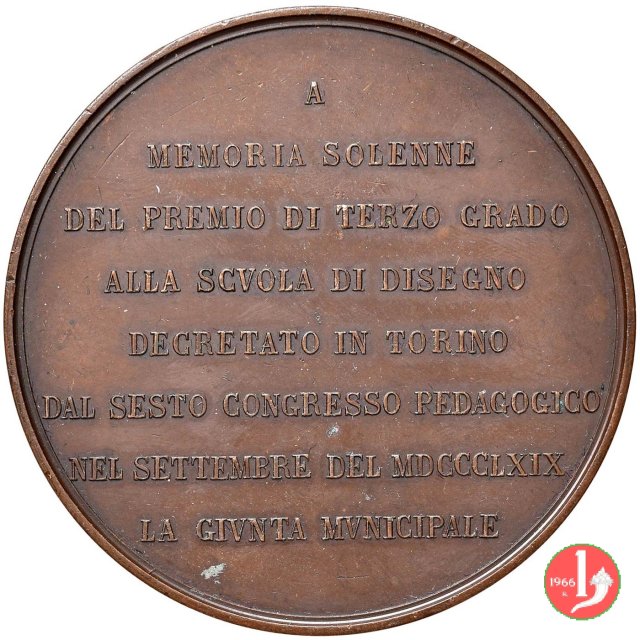 A
MEMORIA SOLENNE
DEL PREMIO DI TERZO GRADO
ALLA SCVOLA DI DISEGNO
DECRETATO IN TORINO
DAL SESTO CONGRESSO PEDAGOGICO
NEL SETTEMBRE DEL MDCCCLXIX
LA GIVNTA MVNICIPALE
1966